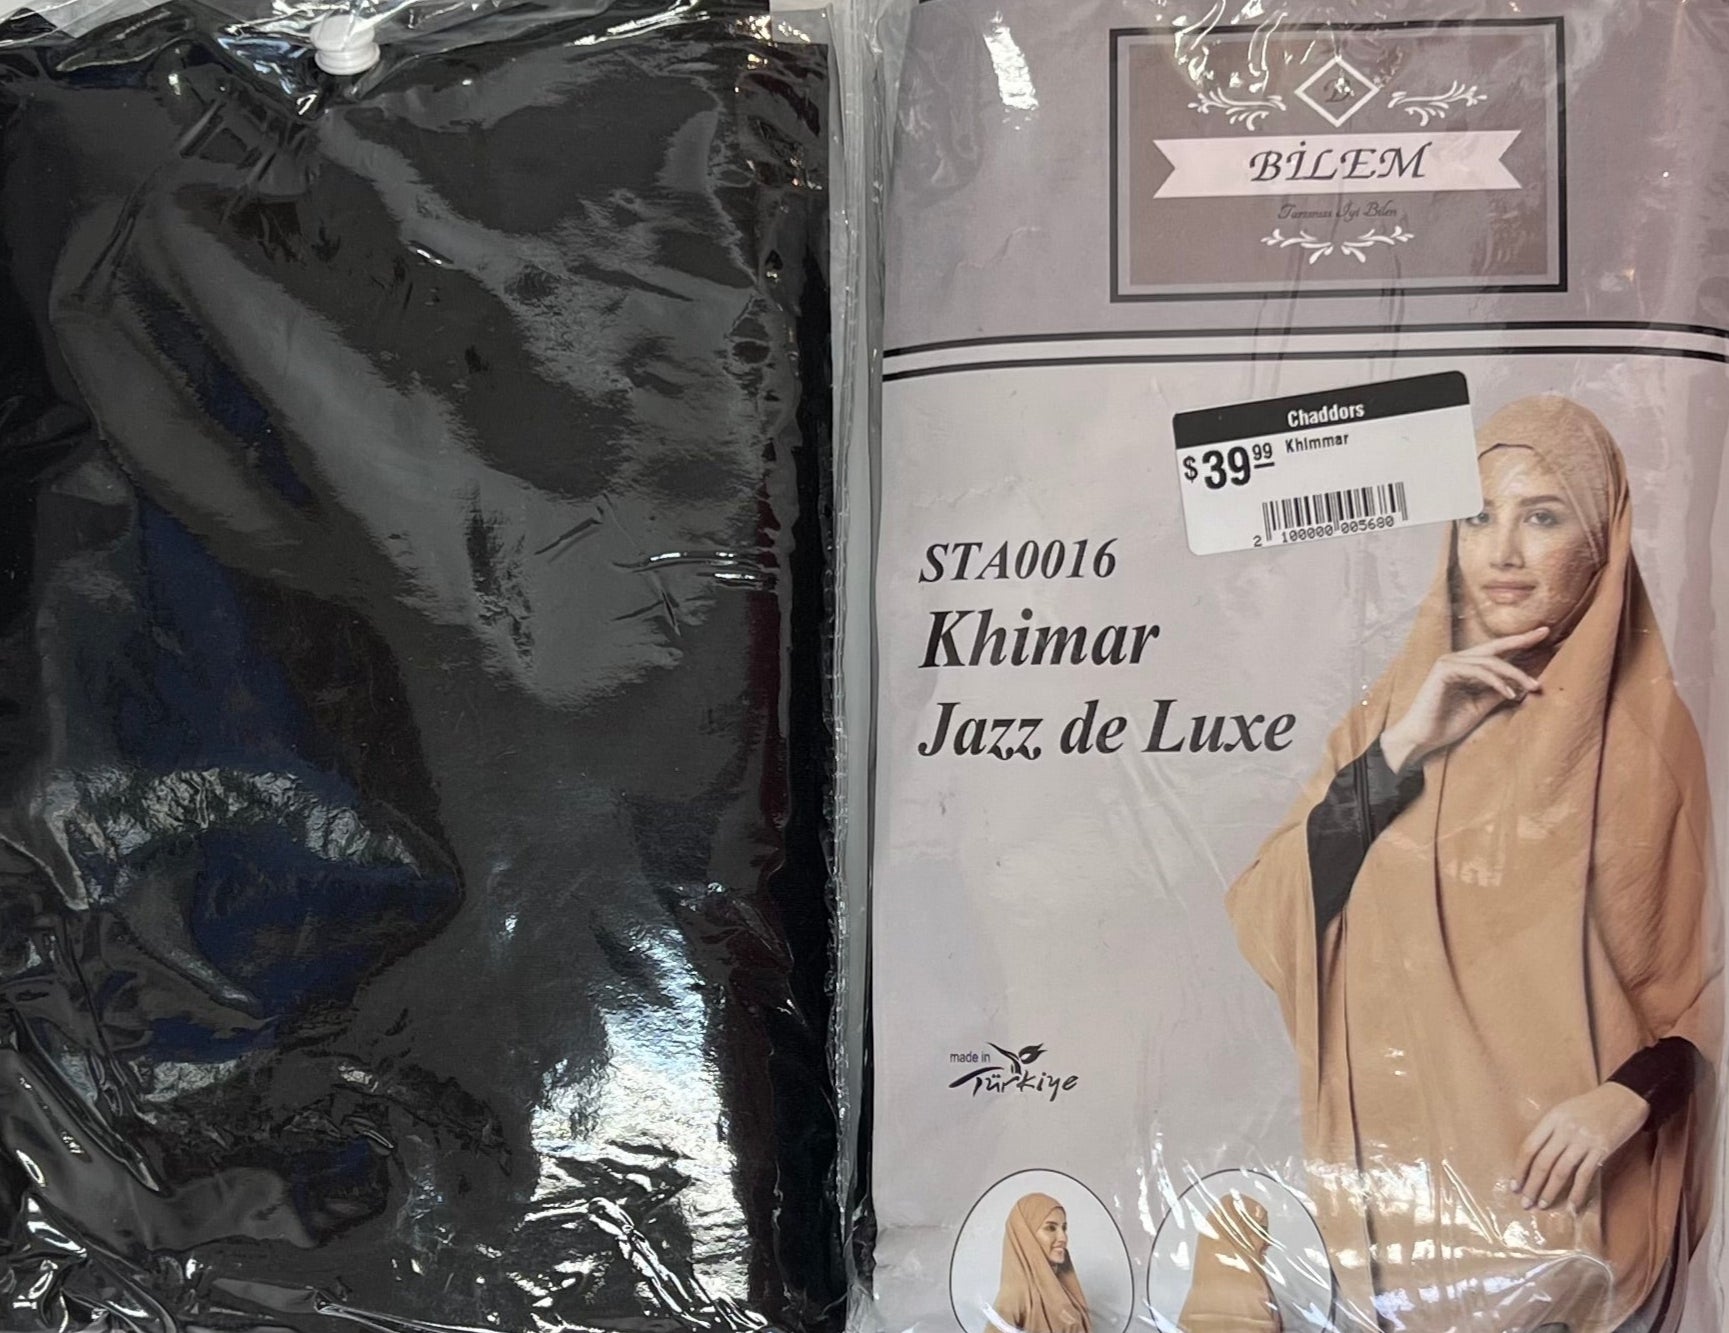 BİLEM
Chaddors
$39.99 Khimmar
2 100000 005680
STA0016
Khimar
Jazz de Luxe
made in
Türkiye